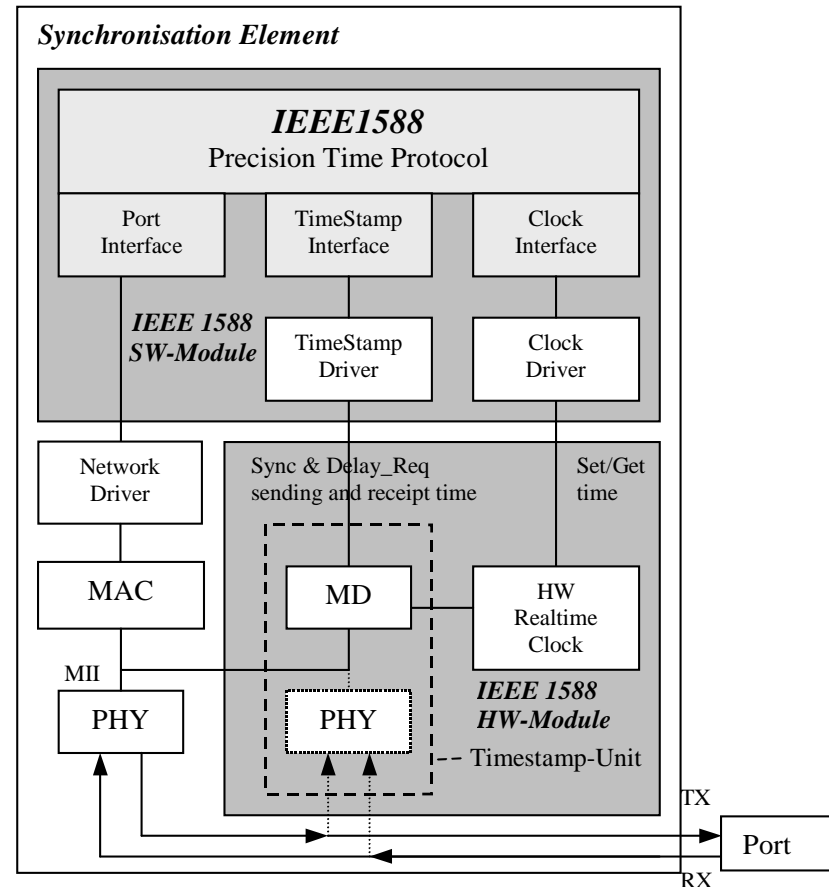 Synchronisation Element
IEEE1588
Precision Time Protocol
Port
Interface
TimeStamp
Interface
Clock
Interface
IEEE 1588
SW-Module
TimeStamp
Driver
Clock
Driver
Network
Driver
Sync & Delay_Req
sending and receipt time
Set/Get
time
MAC
MD
HW
Realtime
Clock
MII
PHY
PHY
IEEE 1588
HW-Module
Timestamp-Unit
TX
Port
RX